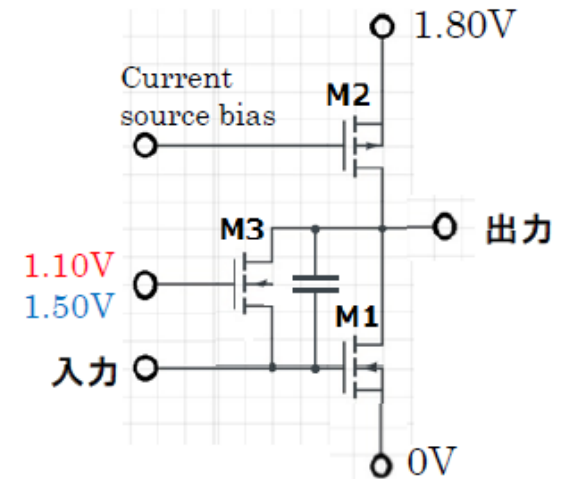 1.80V
Current
source bias
M2
M3
出力
1.10V
1.50V
M1
入力
0V